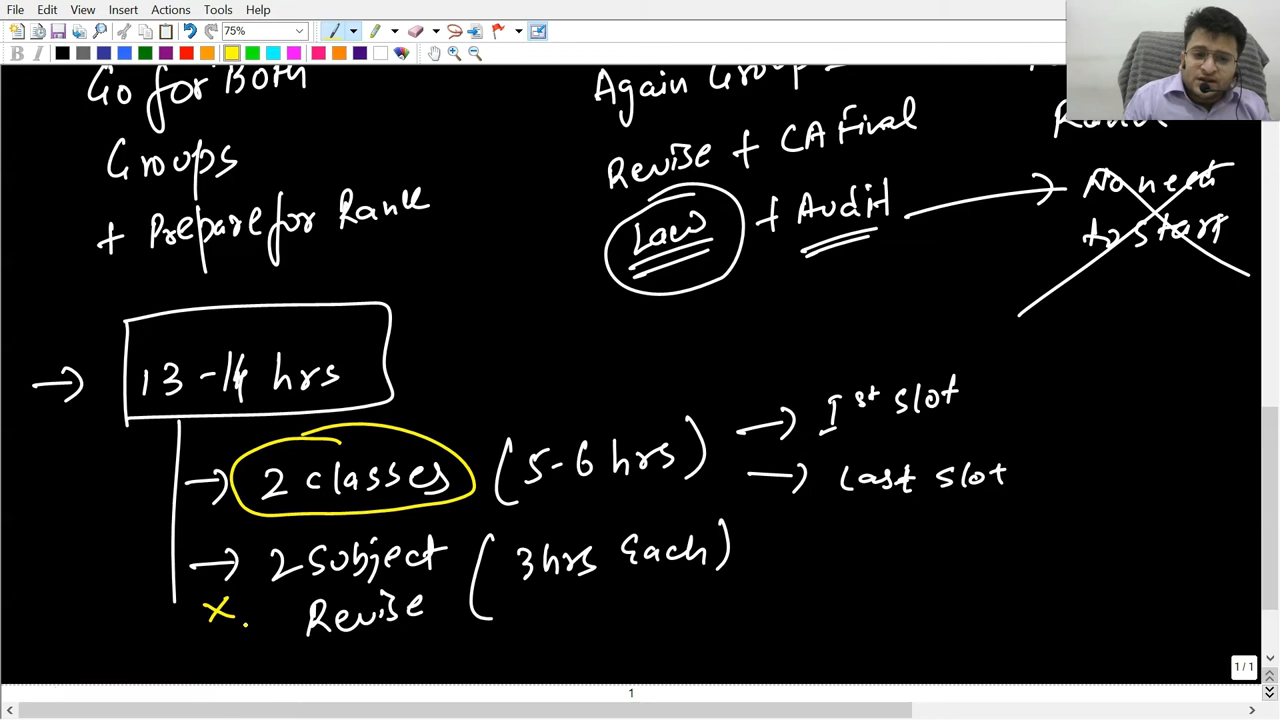 File Edit View Insert Actions Tools Help
75%
B I
Go for BOTH
Groups
+ Prepare for Rank
Again Group
Revise + CA Final
Law + Audit
No need
to start
→ 13-14 hrs
→ 2 classes (5-6 hrs) → Ist slot
→ Last slot
→ 2 Subject (3 hrs Each)
x. Revise
1/1
1